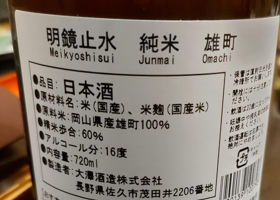 明鏡止水 純米 雄町
Meikyoshisui Junmai Omachi
●品目:日本酒
●原材料名:米(国産)、米麹(国産)
●原料米:岡山県産雄町100%
●精米歩合:60%
●アルコール分:16度
●内容量:720ml
●製造者:大澤酒造株式会社
長野県佐久市茂田井2206番地